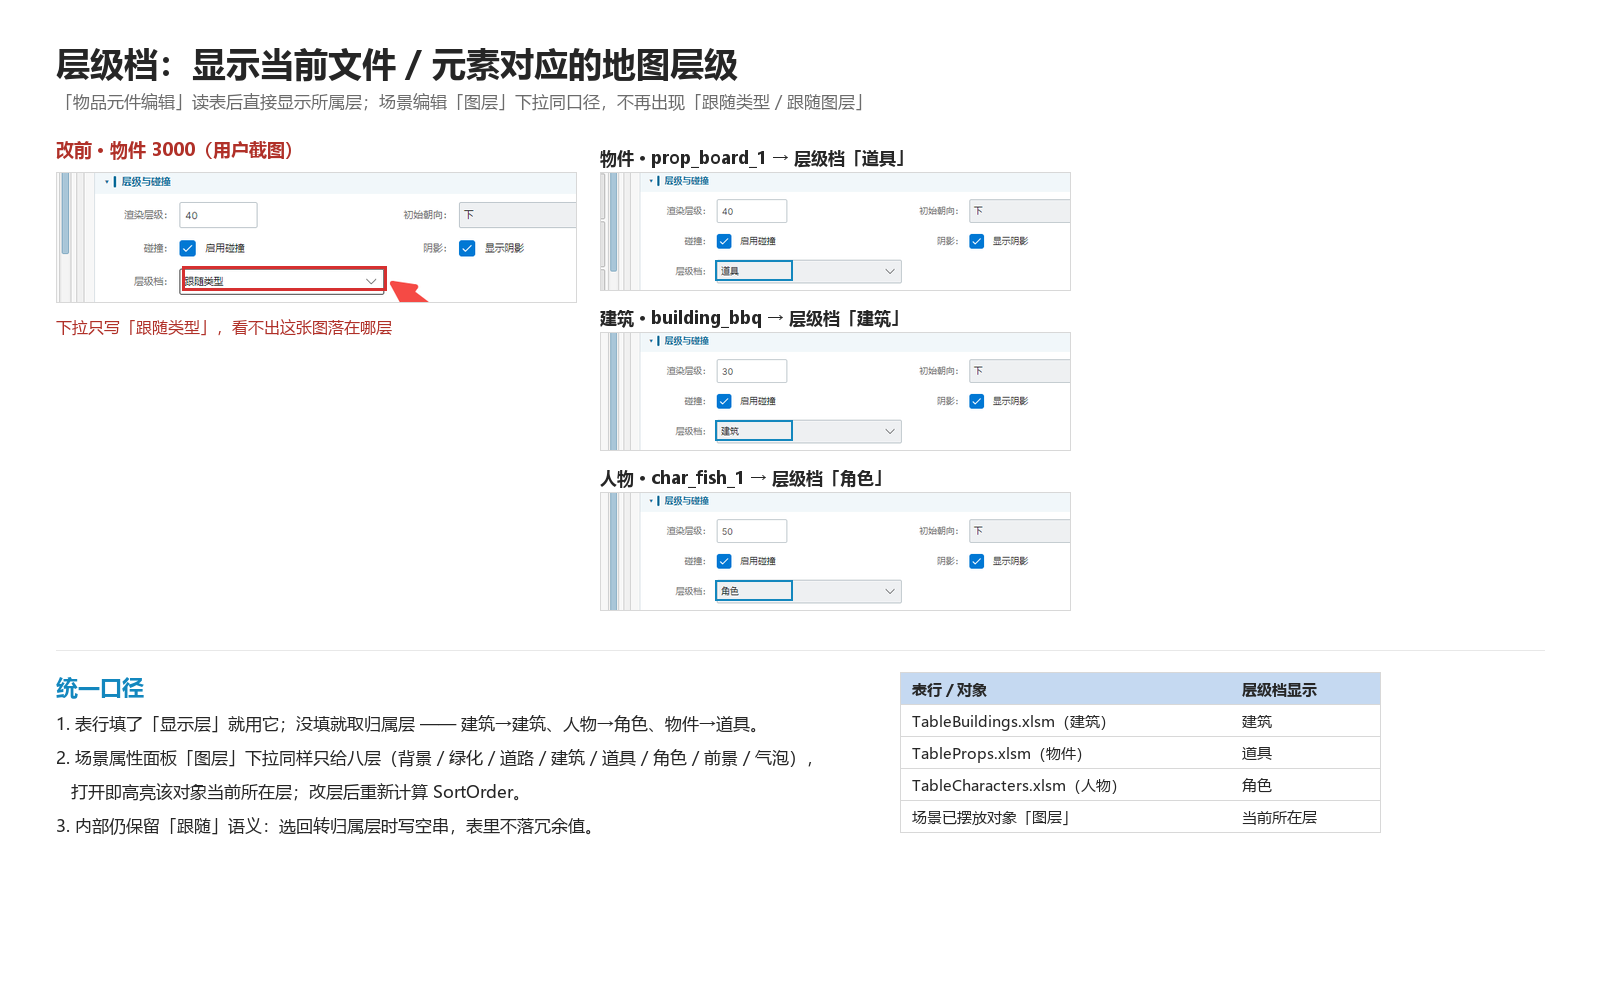 层级档：显示当前文件 / 元素对应的地图层级
「物品元件编辑」读表后直接显示所属层；场景编辑「图层」下拉同口径，不再出现「跟随类型 / 跟随图层」
改前 • 物件 3000（用户截图）
层级与碰撞
渲染层级：
40
初始朝向：
下
碰撞：
启用碰撞
阴影：
显示阴影
层级档：
跟随类型
下拉只写「跟随类型」，看不出这张图落在哪层
物件 • prop_board_1 → 层级档「道具」
层级与碰撞
渲染层级：
40
初始朝向：
下
碰撞：
启用碰撞
阴影：
显示阴影
层级档：
道具
建筑 • building_bbq → 层级档「建筑」
层级与碰撞
渲染层级：
30
初始朝向：
下
碰撞：
启用碰撞
阴影：
显示阴影
层级档：
建筑
人物 • char_fish_1 → 层级档「角色」
层级与碰撞
渲染层级：
50
初始朝向：
下
碰撞：
启用碰撞
阴影：
显示阴影
层级档：
角色
统一口径
1. 表行填了「显示层」就用它；没填就取归属层 —— 建筑→建筑、人物→角色、物件→道具。
2. 场景属性面板「图层」下拉同样只给八层（背景 / 绿化 / 道路 / 建筑 / 道具 / 角色 / 前景 / 气泡），
打开即高亮该对象当前所在层；改层后重新计算 SortOrder。
3. 内部仍保留「跟随」语义：选回转归属层时写空串，表里不落冗余值。
表行 / 对象 层级档显示
TableBuildings.xlsm（建筑） 建筑
TableProps.xlsm（物件） 道具
TableCharacters.xlsm（人物） 角色
场景已摆放对象「图层」 当前所在层